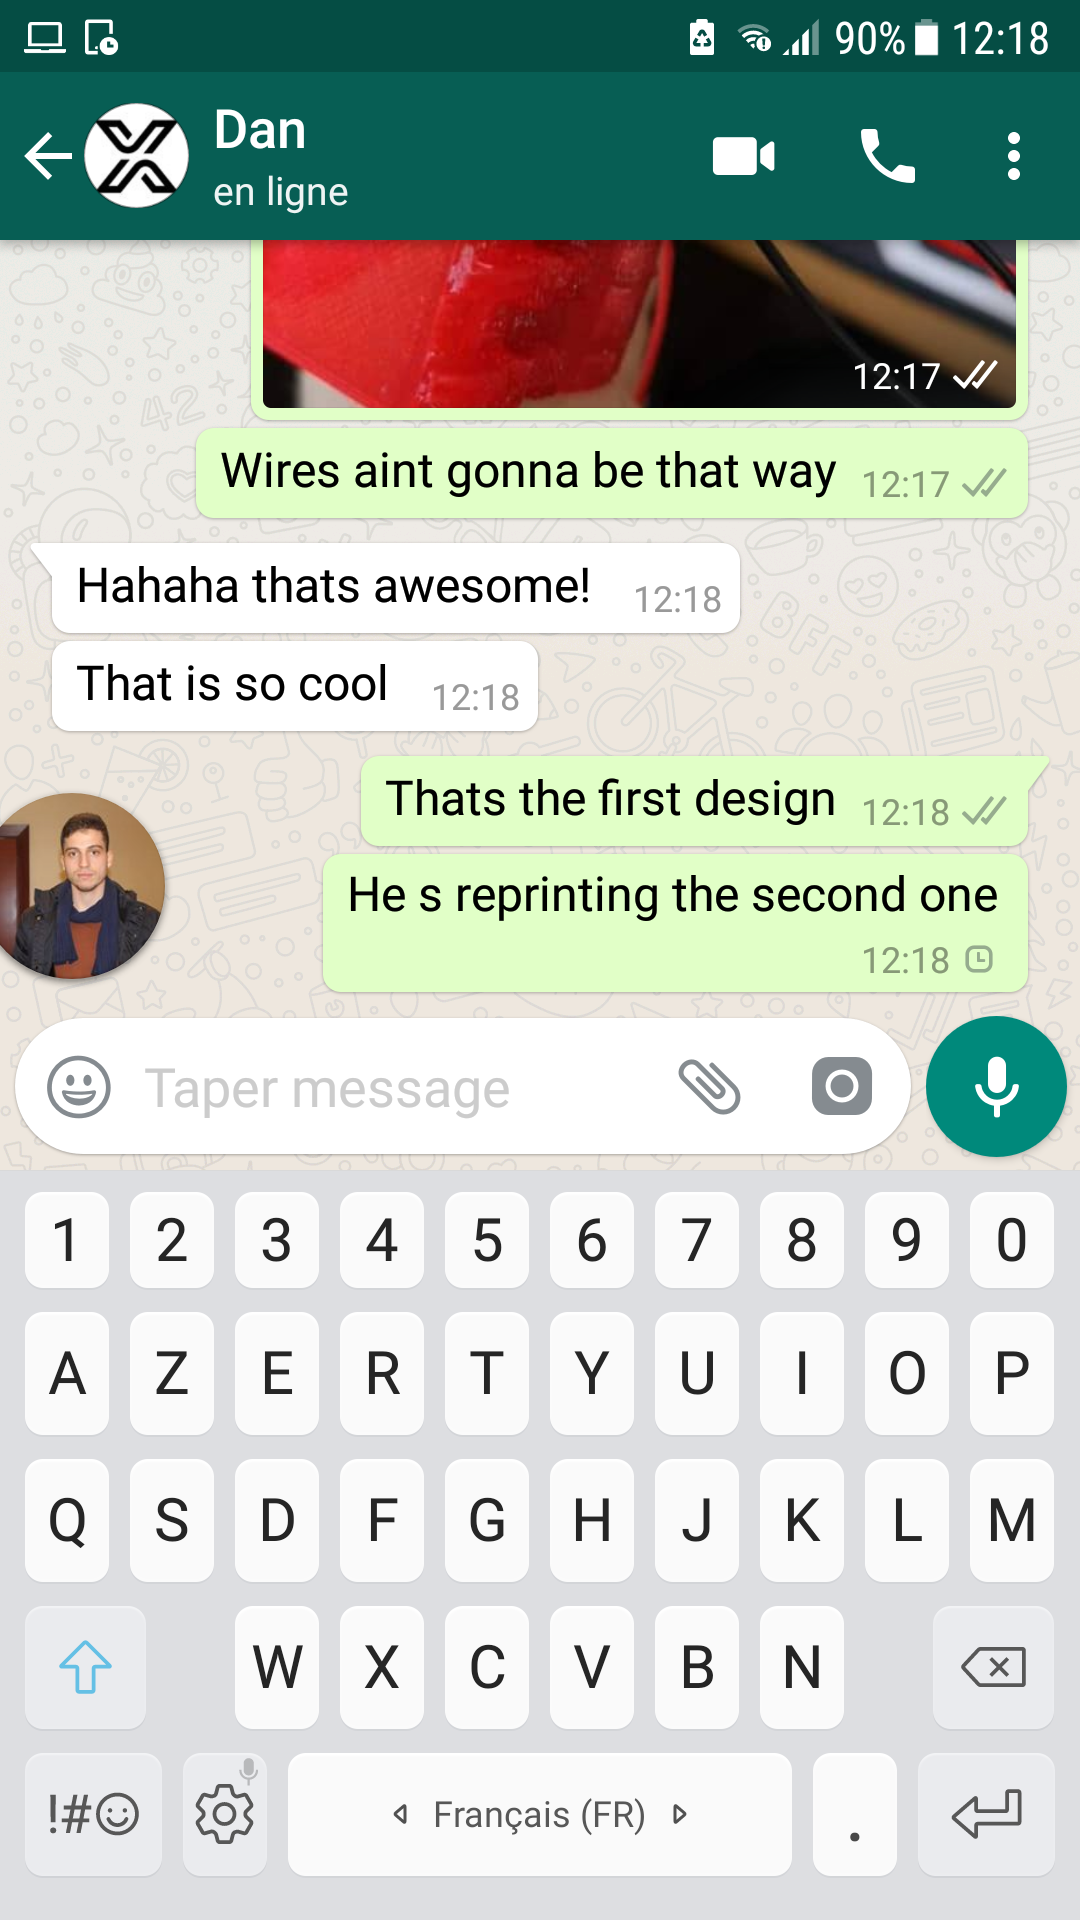 90% 12:18
Dan
en ligne
12:17
Wires aint gonna be that way 12:17
Hahaha thats awesome! 12:18
That is so cool 12:18
Thats the first design 12:18
He s reprinting the second one
12:18
Taper message
1 2 3 4 5 6 7 8 9 0
A Z E R T Y U I O P
Q S D F G H J K L M
W X C V B N
!# Français (FR) .